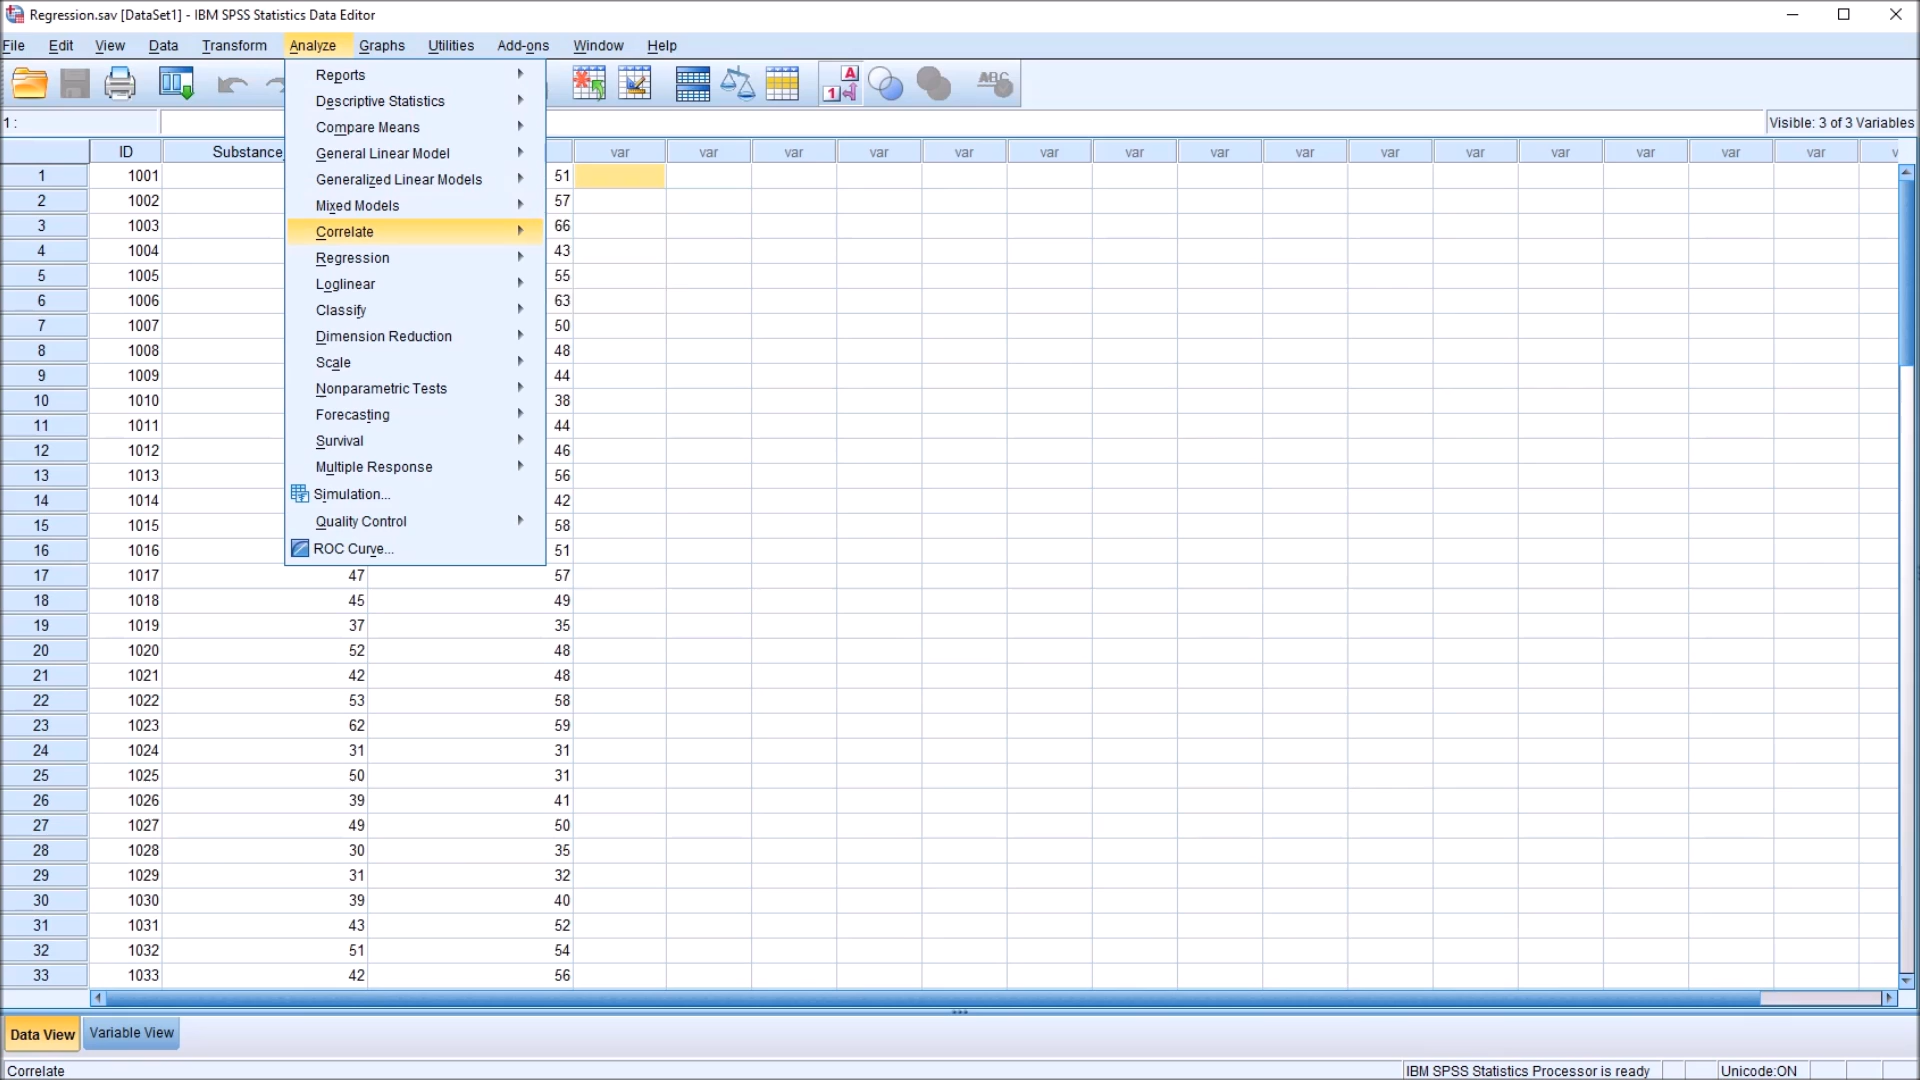 Regression.sav [DataSet1] - IBM SPSS Statistics Data Editor
File Edit View Data Transform Analyze Graphs Utilities Add-ons Window Help
1 :
Visible: 3 of 3 Variables
Reports
Descriptive Statistics
Compare Means
General Linear Model
Generalized Linear Models
Mixed Models
Correlate
Regression
Loglinear
Classify
Dimension Reduction
Scale
Nonparametric Tests
Forecasting
Survival
Multiple Response
Simulation...
Quality Control
ROC Curve...
A
1
ABC
ID Substance var var var var var var var var var var var var var var var
1 1001 51
2 1002 57
3 1003 66
4 1004 43
5 1005 55
6 1006 63
7 1007 50
8 1008 48
9 1009 44
10 1010 38
11 1011 44
12 1012 46
13 1013 56
14 1014 42
15 1015 58
16 1016 51
17 1017 47 57
18 1018 45 49
19 1019 37 35
20 1020 52 48
21 1021 42 48
22 1022 53 58
23 1023 62 59
24 1024 31 31
25 1025 50 31
26 1026 39 41
27 1027 49 50
28 1028 30 35
29 1029 31 32
30 1030 39 40
31 1031 43 52
32 1032 51 54
33 1033 42 56
Data View Variable View
Correlate IBM SPSS Statistics Processor is ready Unicode:ON